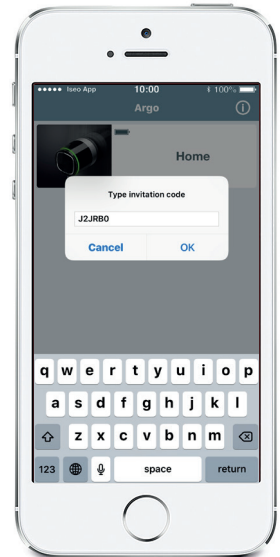 Iseo App 10:00 100%
Argo
Home
Type invitation code
J2JRB0
Cancel OK
q w e r t y u i o p
a s d f g h j k l
z x c v b n m
123 space return